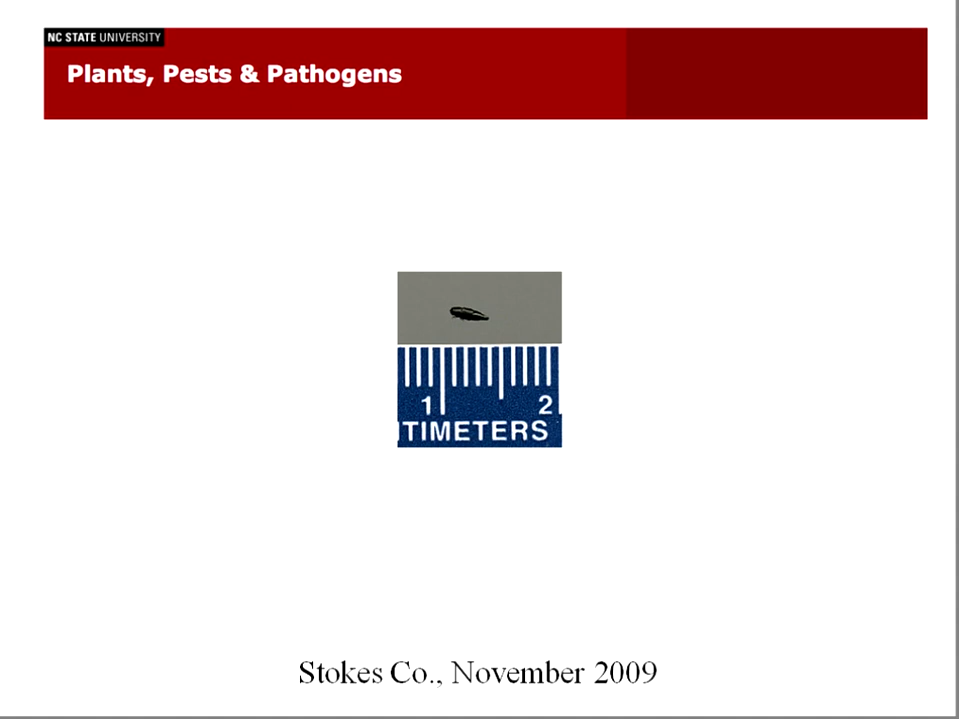 NC STATE UNIVERSITY
Plants, Pests & Pathogens
1 2
TIMETERS
Stokes Co., November 2009